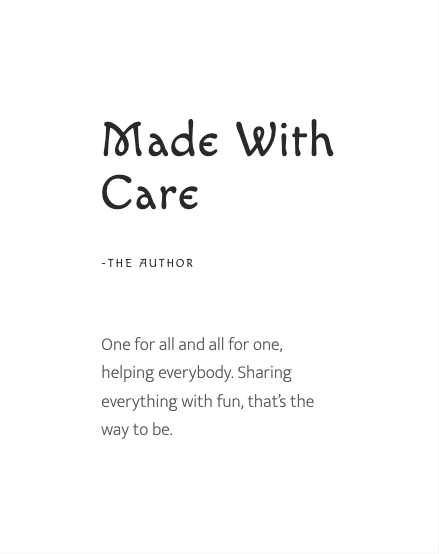 Made With
Care
-THE AUTHOR
One for all and all for one,
helping everybody. Sharing
everything with fun, that’s the
way to be.